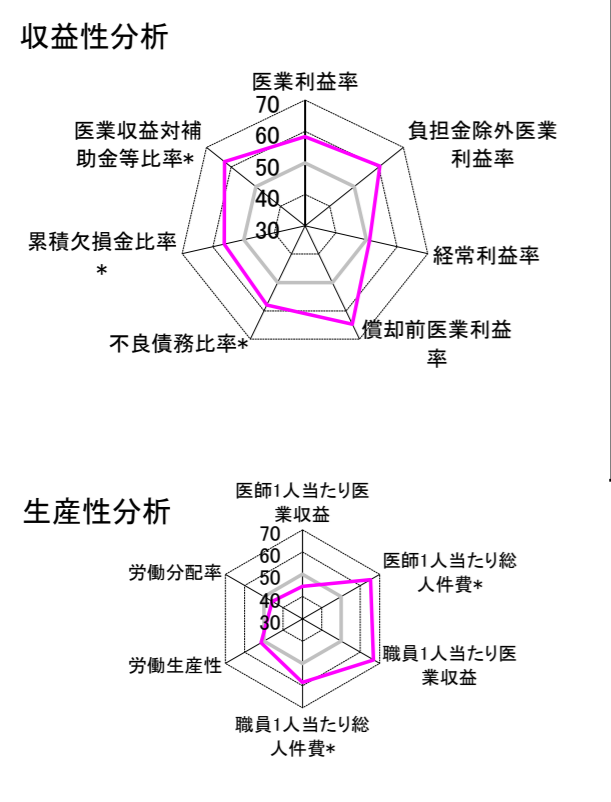 収益性分析
医業利益率
70
60
50
40
30
負担金除外医業
利益率
経常利益率
償却前医業利益
率
不良債務比率*
累積欠損金比率
*
医業収益対補
助金等比率*
生産性分析
医師1人当たり医
業収益
70
60
50
40
30
医師1人当たり総
人件費*
職員1人当たり医
業収益
職員1人当たり総
人件費*
労働生産性
労働分配率